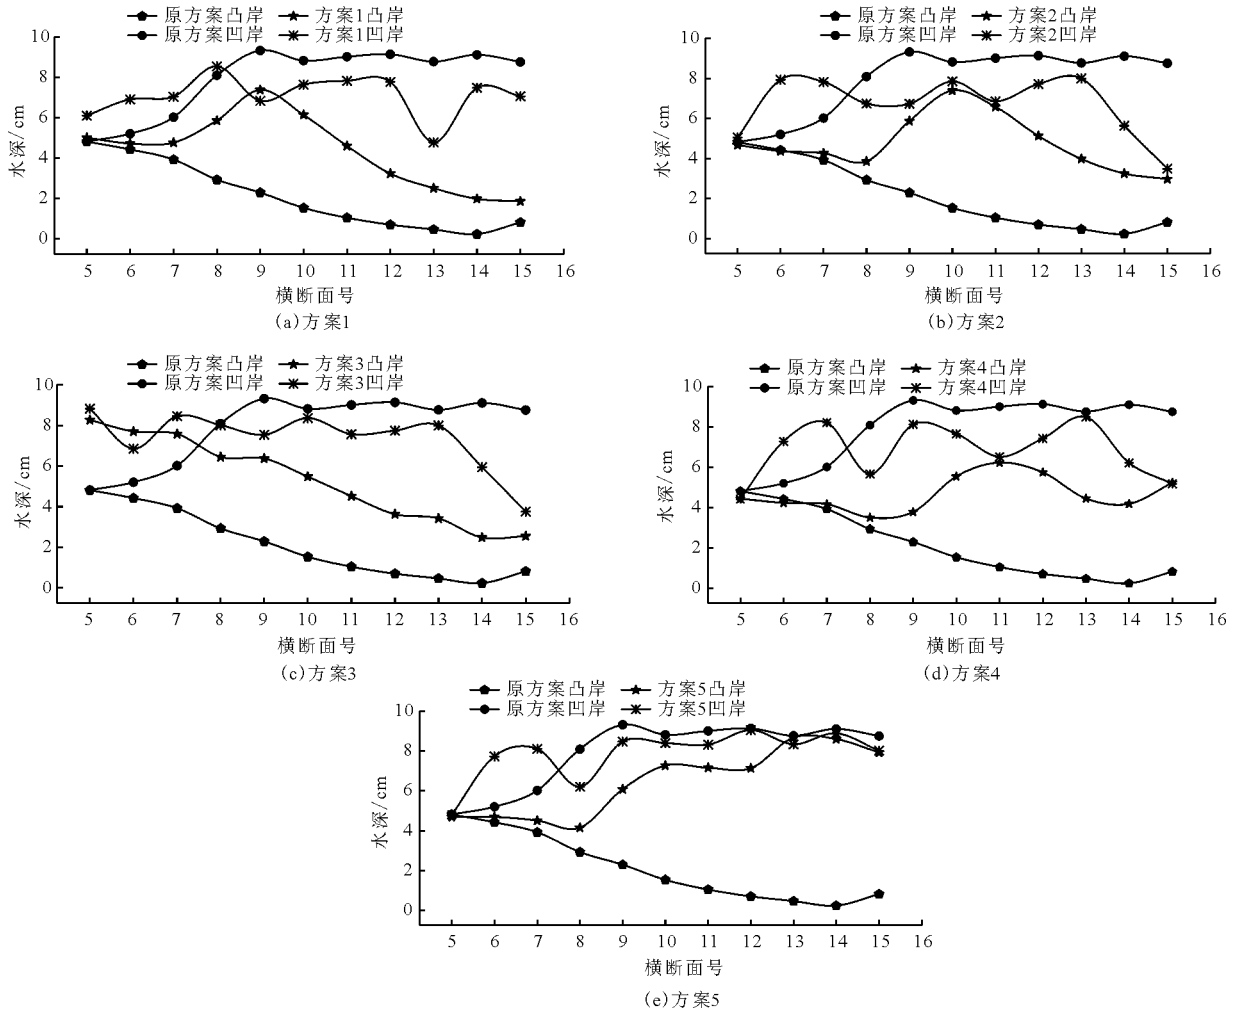 原方案凸岸 方案1凸岸
原方案凹岸 方案1凹岸
10
8
6
4
2
0
水深/cm
5 6 7 8 9 10 11 12 13 14 15 16
横断面号
(a)方案1
原方案凸岸 方案2凸岸
原方案凹岸 方案2凹岸
10
8
6
4
2
0
水深/cm
5 6 7 8 9 10 11 12 13 14 15 16
横断面号
(b)方案2
原方案凸岸 方案3凸岸
原方案凹岸 方案3凹岸
10
8
6
4
2
0
水深/cm
5 6 7 8 9 10 11 12 13 14 15 16
横断面号
(c)方案3
原方案凸岸 方案4凸岸
原方案凹岸 方案4凹岸
10
8
6
4
2
0
水深/cm
5 6 7 8 9 10 11 12 13 14 15 16
横断面号
(d)方案4
原方案凸岸 方案5凸岸
原方案凹岸 方案5凹岸
10
8
6
4
2
0
水深/cm
5 6 7 8 9 10 11 12 13 14 15 16
横断面号
(e)方案5